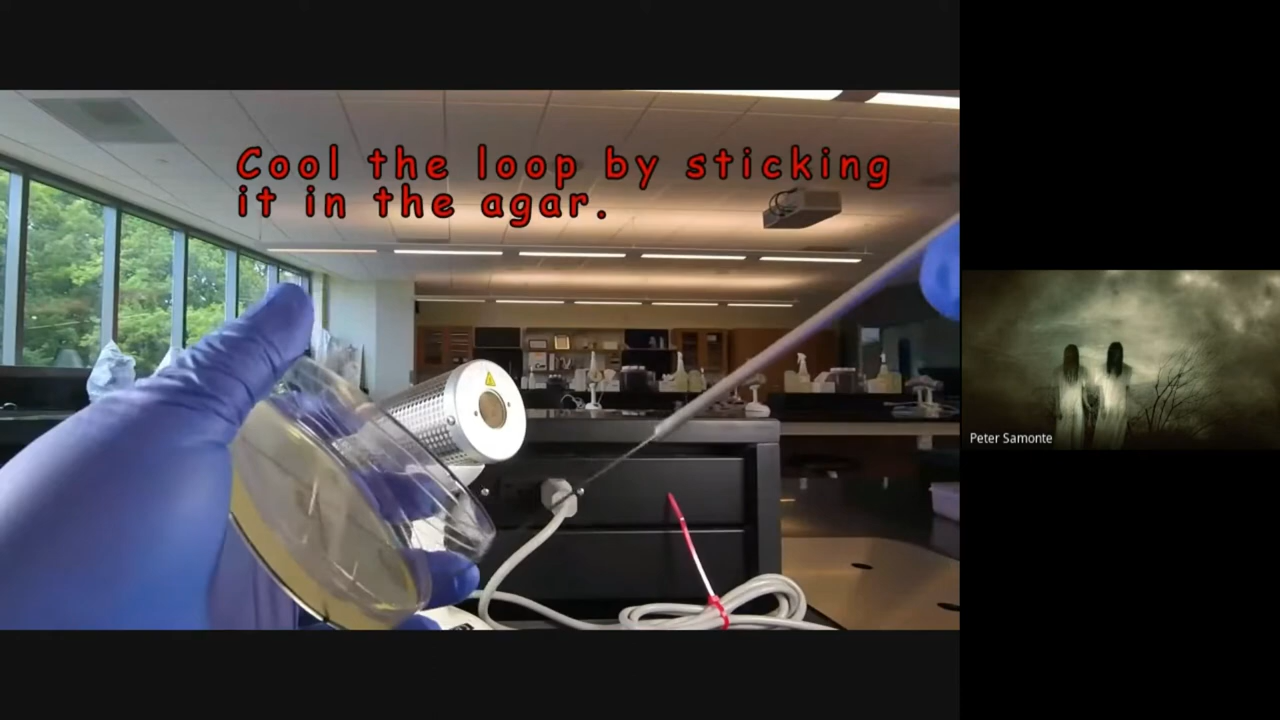 Cool the loop by sticking
it in the agar.
Peter Samonte